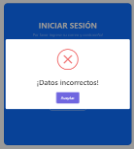 INICIAR SESIÓN
¡Datos incorrectos!
Aceptar